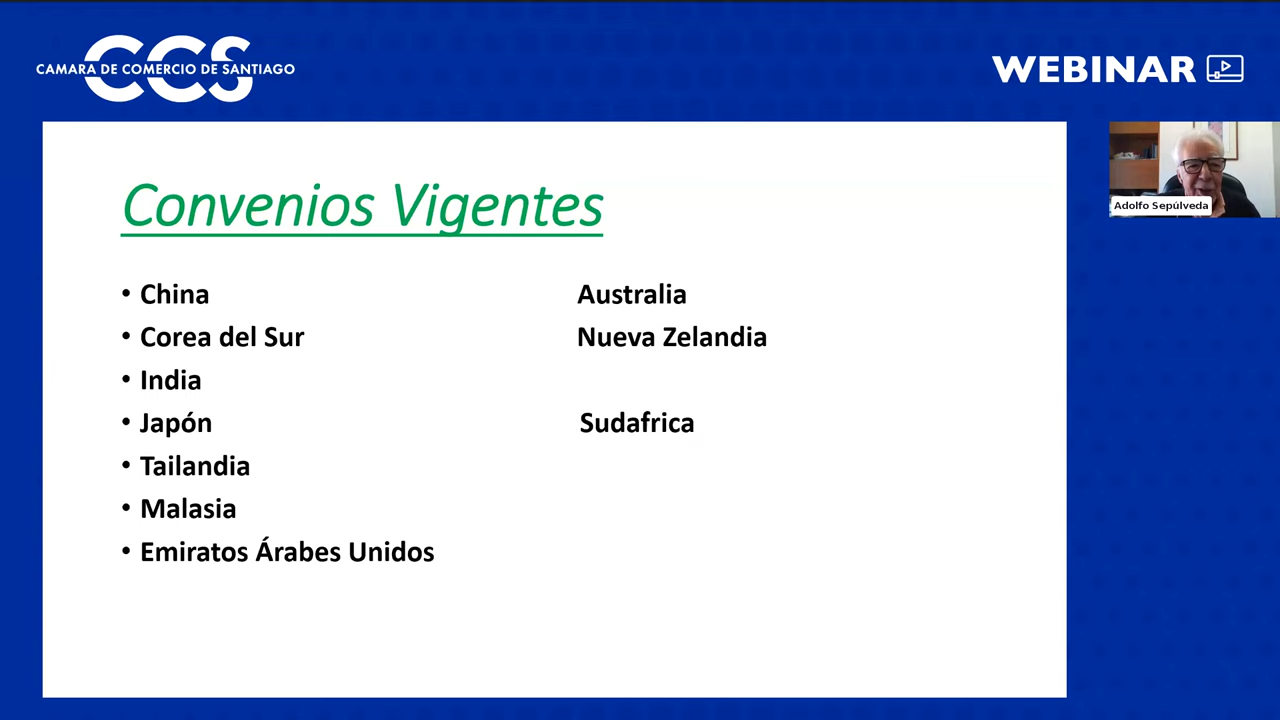 CCS
CAMARA DE COMERCIO DE SANTIAGO
WEBINAR
Adolfo Sepúlveda
Convenios Vigentes
• China Australia
• Corea del Sur Nueva Zelandia
• India
• Japón Sudafrica
• Tailandia
• Malasia
• Emiratos Árabes Unidos